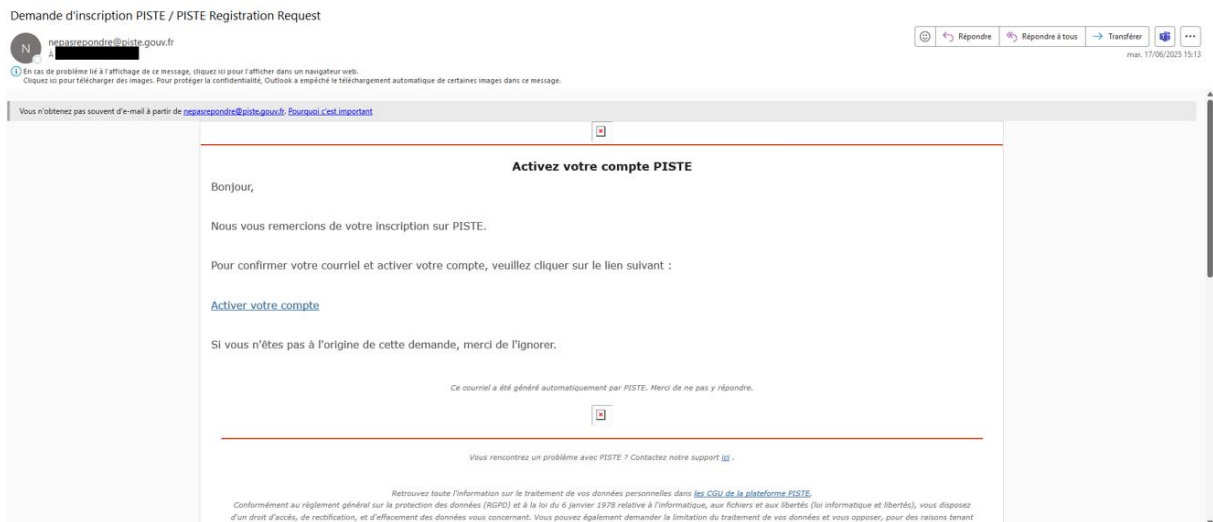 Demande d'inscription PISTE / PISTE Registration Request
N
nepasrepondre@piste.gouv.fr
À
Répondre
Répondre à tous
Transférer
mar. 17/06/2025 15:13
En cas de problème lié à l'affichage de ce message, cliquez ici pour l'afficher dans un navigateur web.
Cliquez ici pour télécharger des images. Pour protéger la confidentialité, Outlook a empêché le téléchargement automatique de certaines images dans ce message.
Vous n'obtenez pas souvent d'e-mail à partir de nepasrepondre@piste.gouv.fr. Pourquoi c'est important
Activez votre compte PISTE
Bonjour,
Nous vous remercions de votre inscription sur PISTE.
Pour confirmer votre courriel et activer votre compte, veuillez cliquer sur le lien suivant :
Activer votre compte
Si vous n'êtes pas à l'origine de cette demande, merci de l'ignorer.
Ce courriel a été généré automatiquement par PISTE. Merci de ne pas y répondre.
Vous rencontrez un problème avec PISTE ? Contactez notre support ici .
Retrouvez toute l'information sur le traitement de vos données personnelles dans les CGU de la plateforme PISTE.
Conformément au règlement général sur la protection des données (RGPD) et à la loi du 6 janvier 1978 relative à l'informatique, aux fichiers et aux libertés (loi informatique et libertés), vous disposez
d'un droit d'accès, de rectification, et d'effacement des données vous concernant. Vous pouvez également demander la limitation du traitement de vos données et vous opposer, pour des raisons tenant